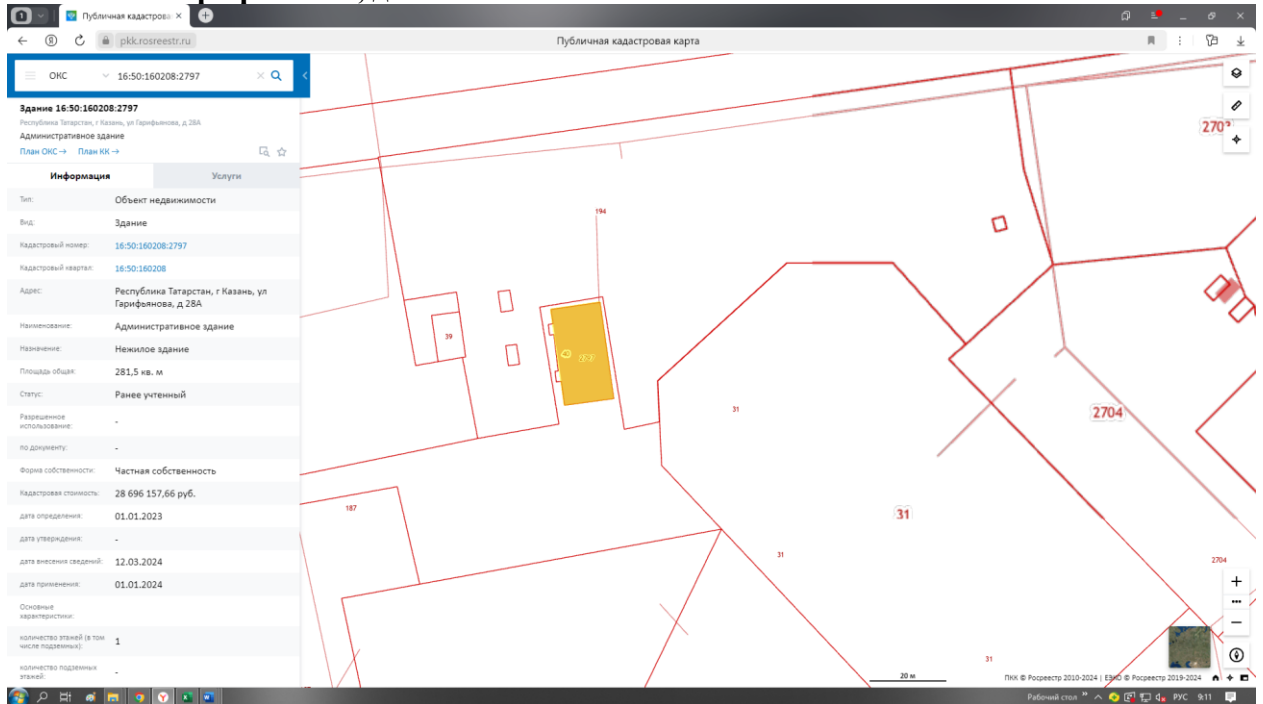 Публичная кадастрова
pkk.rosreestr.ru
Публичная кадастровая карта
ОКС
16:50:160208:2797
Здание 16:50:160208:2797
Республика Татарстан, г Казань, ул Гарифьянова, д 28А
Административное здание
План ОКС → План КК →
Информация
Услуги
Тип: Объект недвижимости
Вид: Здание
Кадастровый номер: 16:50:160208:2797
Кадастровый квартал: 16:50:160208
Адрес: Республика Татарстан, г Казань, ул
Гарифьянова, д 28А
Наименование: Административное здание
Назначение: Нежилое здание
Площадь общая: 281,5 кв. м
Статус: Ранее учтенный
Разрешенное
использование: -
по документу: -
Форма собственности: Частная собственность
Кадастровая стоимость: 28 696 157,66 руб.
дата определения: 01.01.2023
дата утверждения: -
дата внесения сведений: 12.03.2024
дата применения: 01.01.2024
Основные
характеристики:
количество этажей (в том
числе подземных): 1
количество подземных
этажей: -
194
39
31
187
31
31
31
2704
2704
20 м
ПКК © Росреестр 2010-2024 | ЕЭКО © Росреестр 2019-2024
Рабочий стол
РУС
9:11